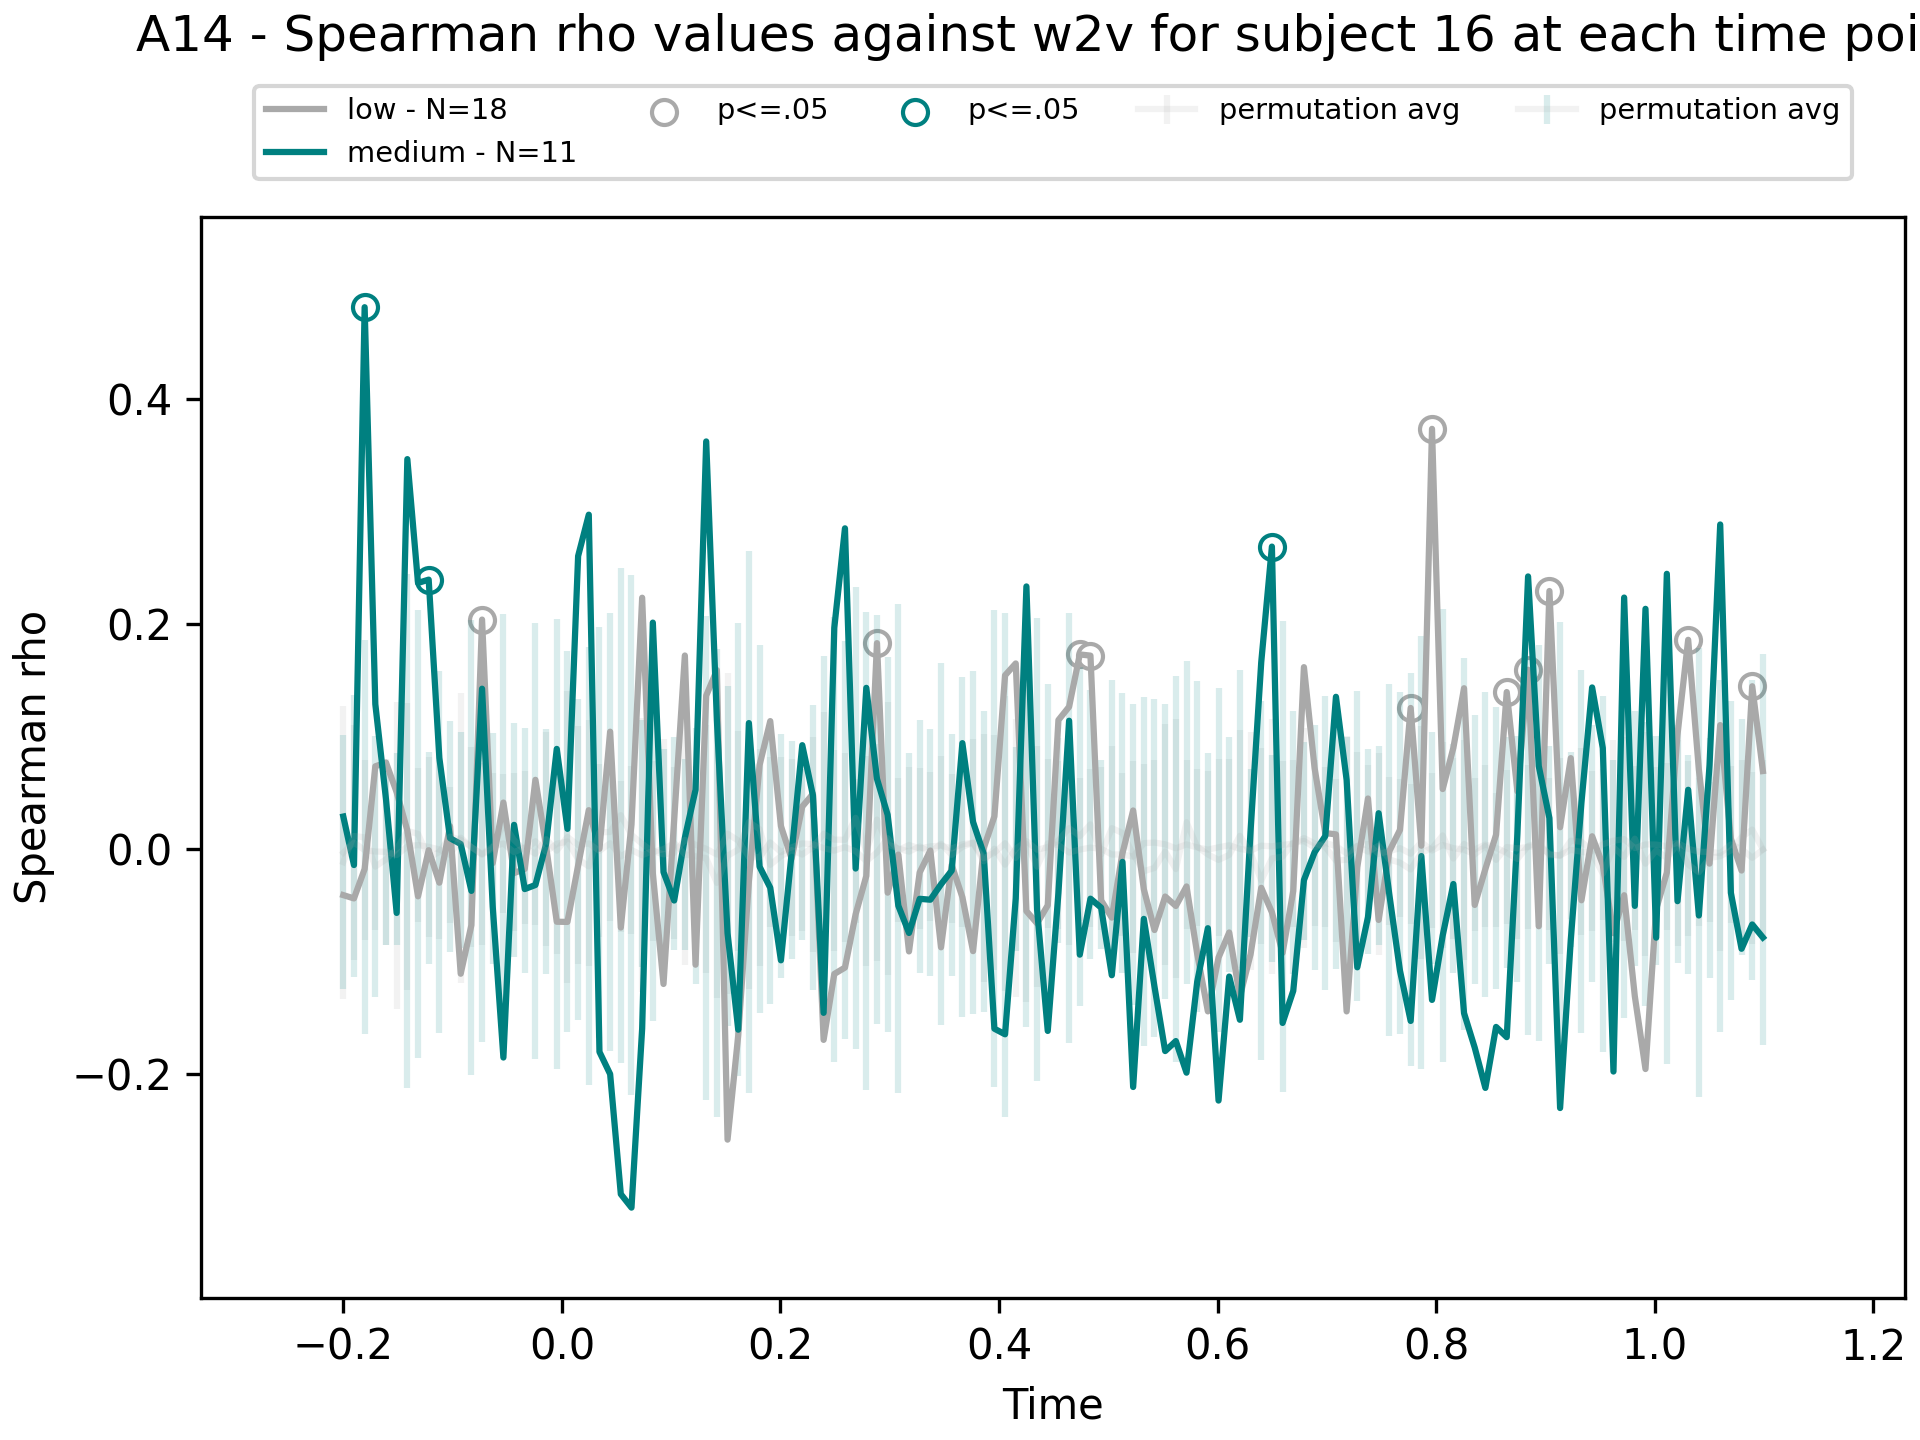 A14 - Spearman rho values against w2v for subject 16 at each time poi
low - N=18
medium - N=11
p<=.05
p<=.05
permutation avg
permutation avg
Spearman rho
0.4
0.2
0.0
−0.2
−0.2
0.0
0.2
0.4
0.6
0.8
1.0
1.2
Time